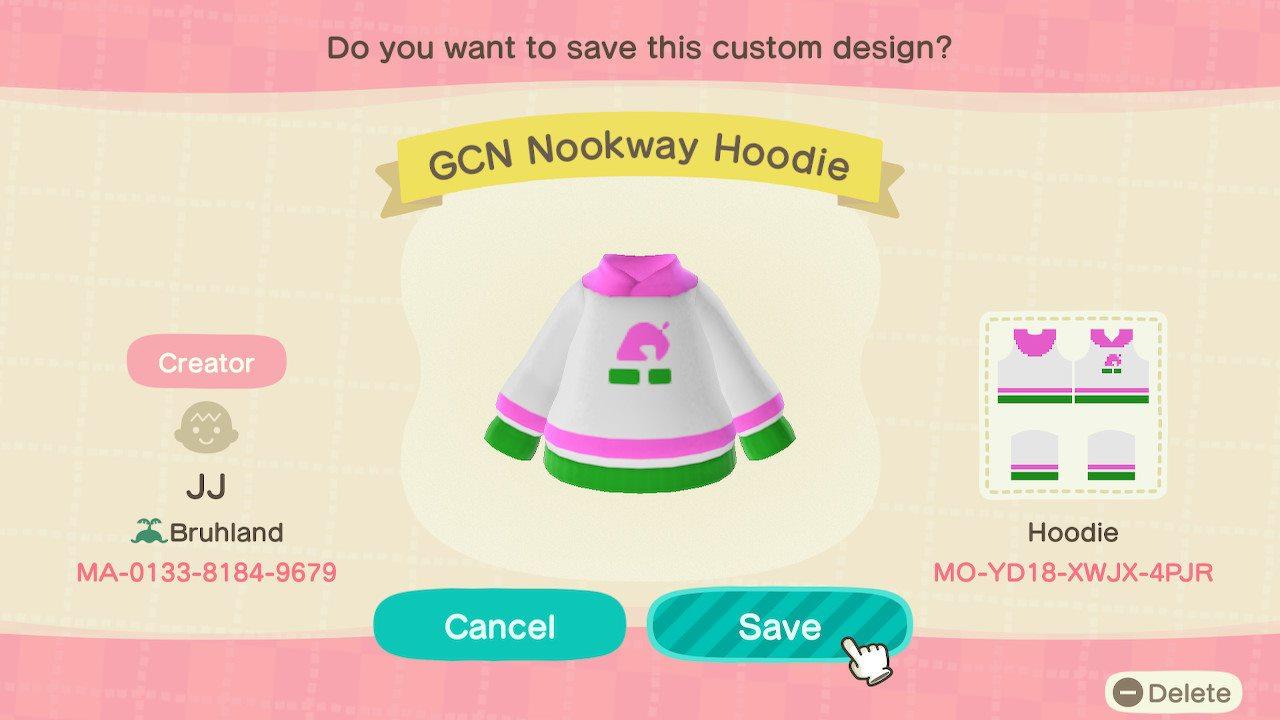 Do you want to save this custom design?
GCN Nookway Hoodie
Creator
JJ
Bruhland
MA-0133-8184-9679
Hoodie
MO-YD18-XWJX-4PJR
Cancel
Save
Delete